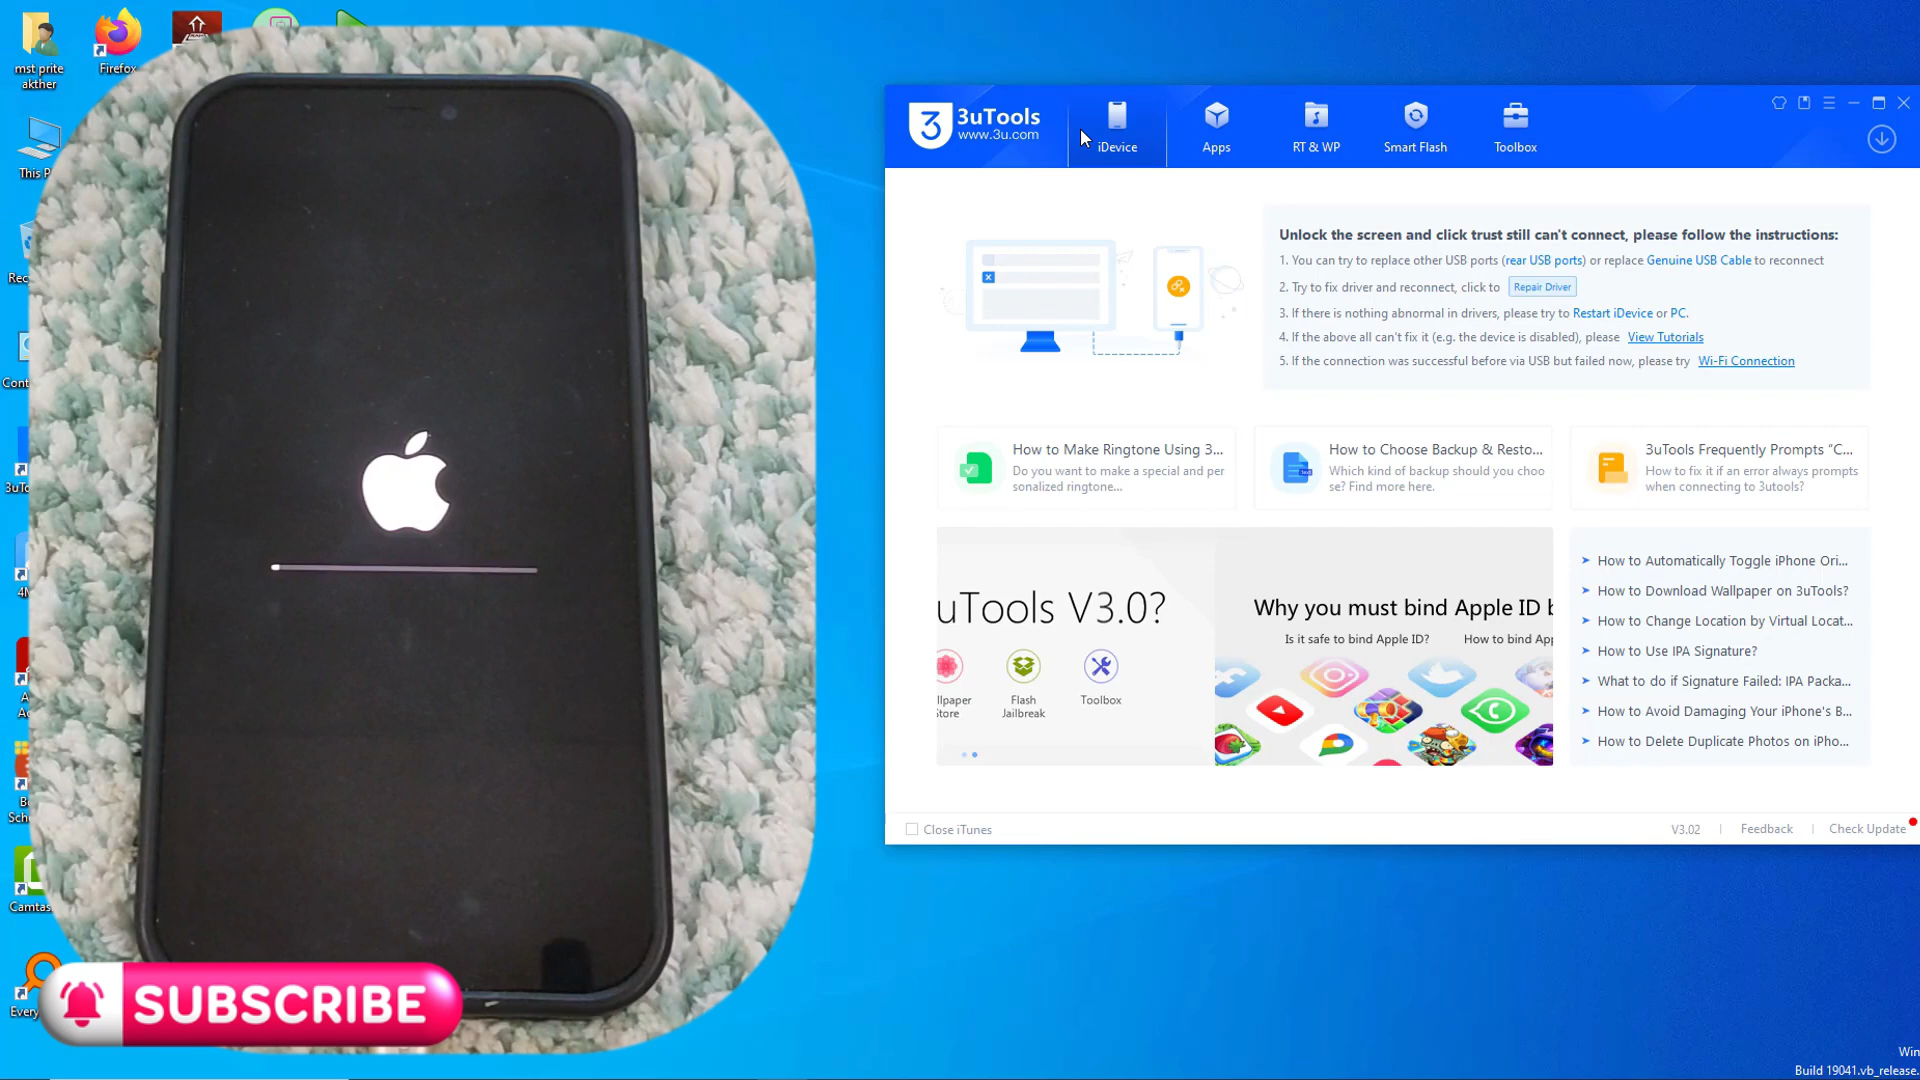 mst prite
akther
Firefox
This P
Rec
Cont
3uTo
4M
A
Ac
Be
Sche
Camtas
Every
SUBSCRIBE
3uTools
www.3u.com
iDevice
Apps
RT & WP
Smart Flash
Toolbox
Unlock the screen and click trust still can't connect, please follow the instructions:
1. You can try to replace other USB ports (rear USB ports) or replace Genuine USB Cable to reconnect
2. Try to fix driver and reconnect, click to Repair Driver
3. If there is nothing abnormal in drivers, please try to Restart iDevice or PC.
4. If the above all can't fix it (e.g. the device is disabled), please View Tutorials
5. If the connection was successful before via USB but failed now, please try Wi-Fi Connection
How to Make Ringtone Using 3...
Do you want to make a special and per
sonalized ringtone...
How to Choose Backup & Resto...
Which kind of backup should you choo
se? Find more here.
3uTools Frequently Prompts “C...
How to fix it if an error always prompts
when connecting to 3utools?
uTools V3.0?
llpaper
Store
Flash
Jailbreak
Toolbox
Why you must bind Apple ID b
Is it safe to bind Apple ID? How to bind App
How to Automatically Toggle iPhone Ori...
How to Download Wallpaper on 3uTools?
How to Change Location by Virtual Locat...
How to Use IPA Signature?
What to do if Signature Failed: IPA Packa...
How to Avoid Damaging Your iPhone's B...
How to Delete Duplicate Photos on iPho...
Close iTunes
V3.02
Feedback
Check Update
Win
Build 19041.vb_release.